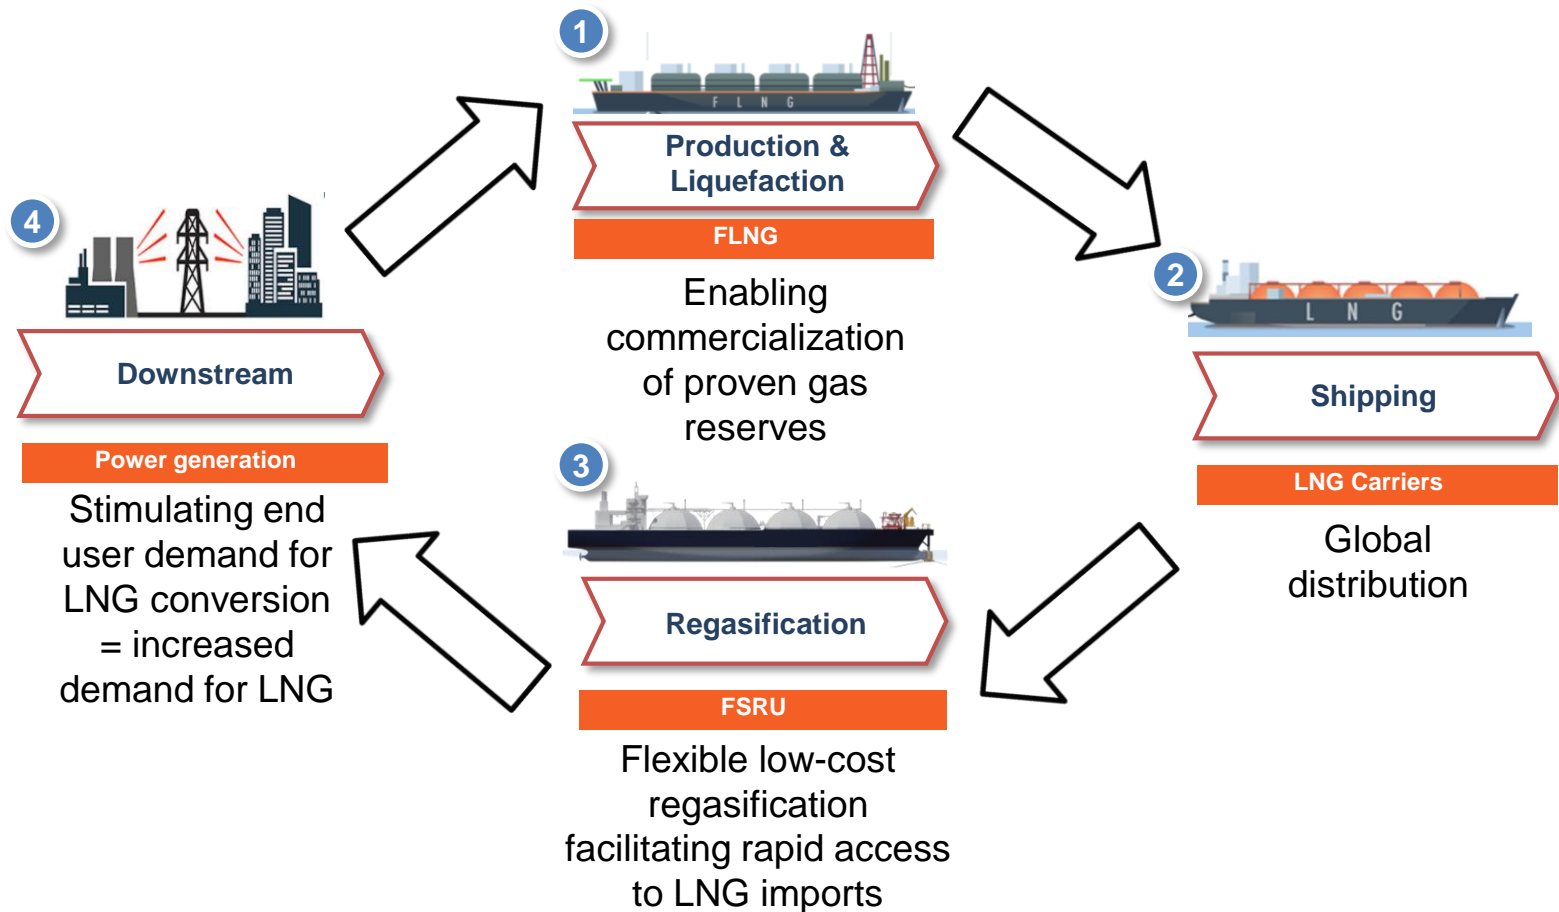 1
F L N G
Production &
Liquefaction
FLNG
Enabling
commercialization
of proven gas
reserves
2
L N G
Shipping
LNG Carriers
Global
distribution
3
Regasification
FSRU
Flexible low-cost
regasification
facilitating rapid access
to LNG imports
4
Downstream
Power generation
Stimulating end
user demand for
LNG conversion
= increased
demand for LNG